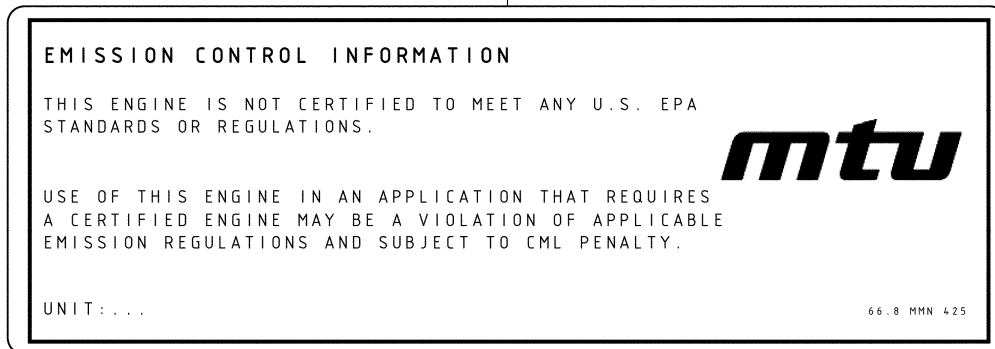 EMISSION CONTROL INFORMATION
THIS ENGINE IS NOT CERTIFIED TO MEET ANY U.S. EPA
STANDARDS OR REGULATIONS.
mtu
USE OF THIS ENGINE IN AN APPLICATION THAT REQUIRES
A CERTIFIED ENGINE MAY BE A VIOLATION OF APPLICABLE
EMISSION REGULATIONS AND SUBJECT TO CML PENALTY.
UNIT:...
66.8 MMN 425